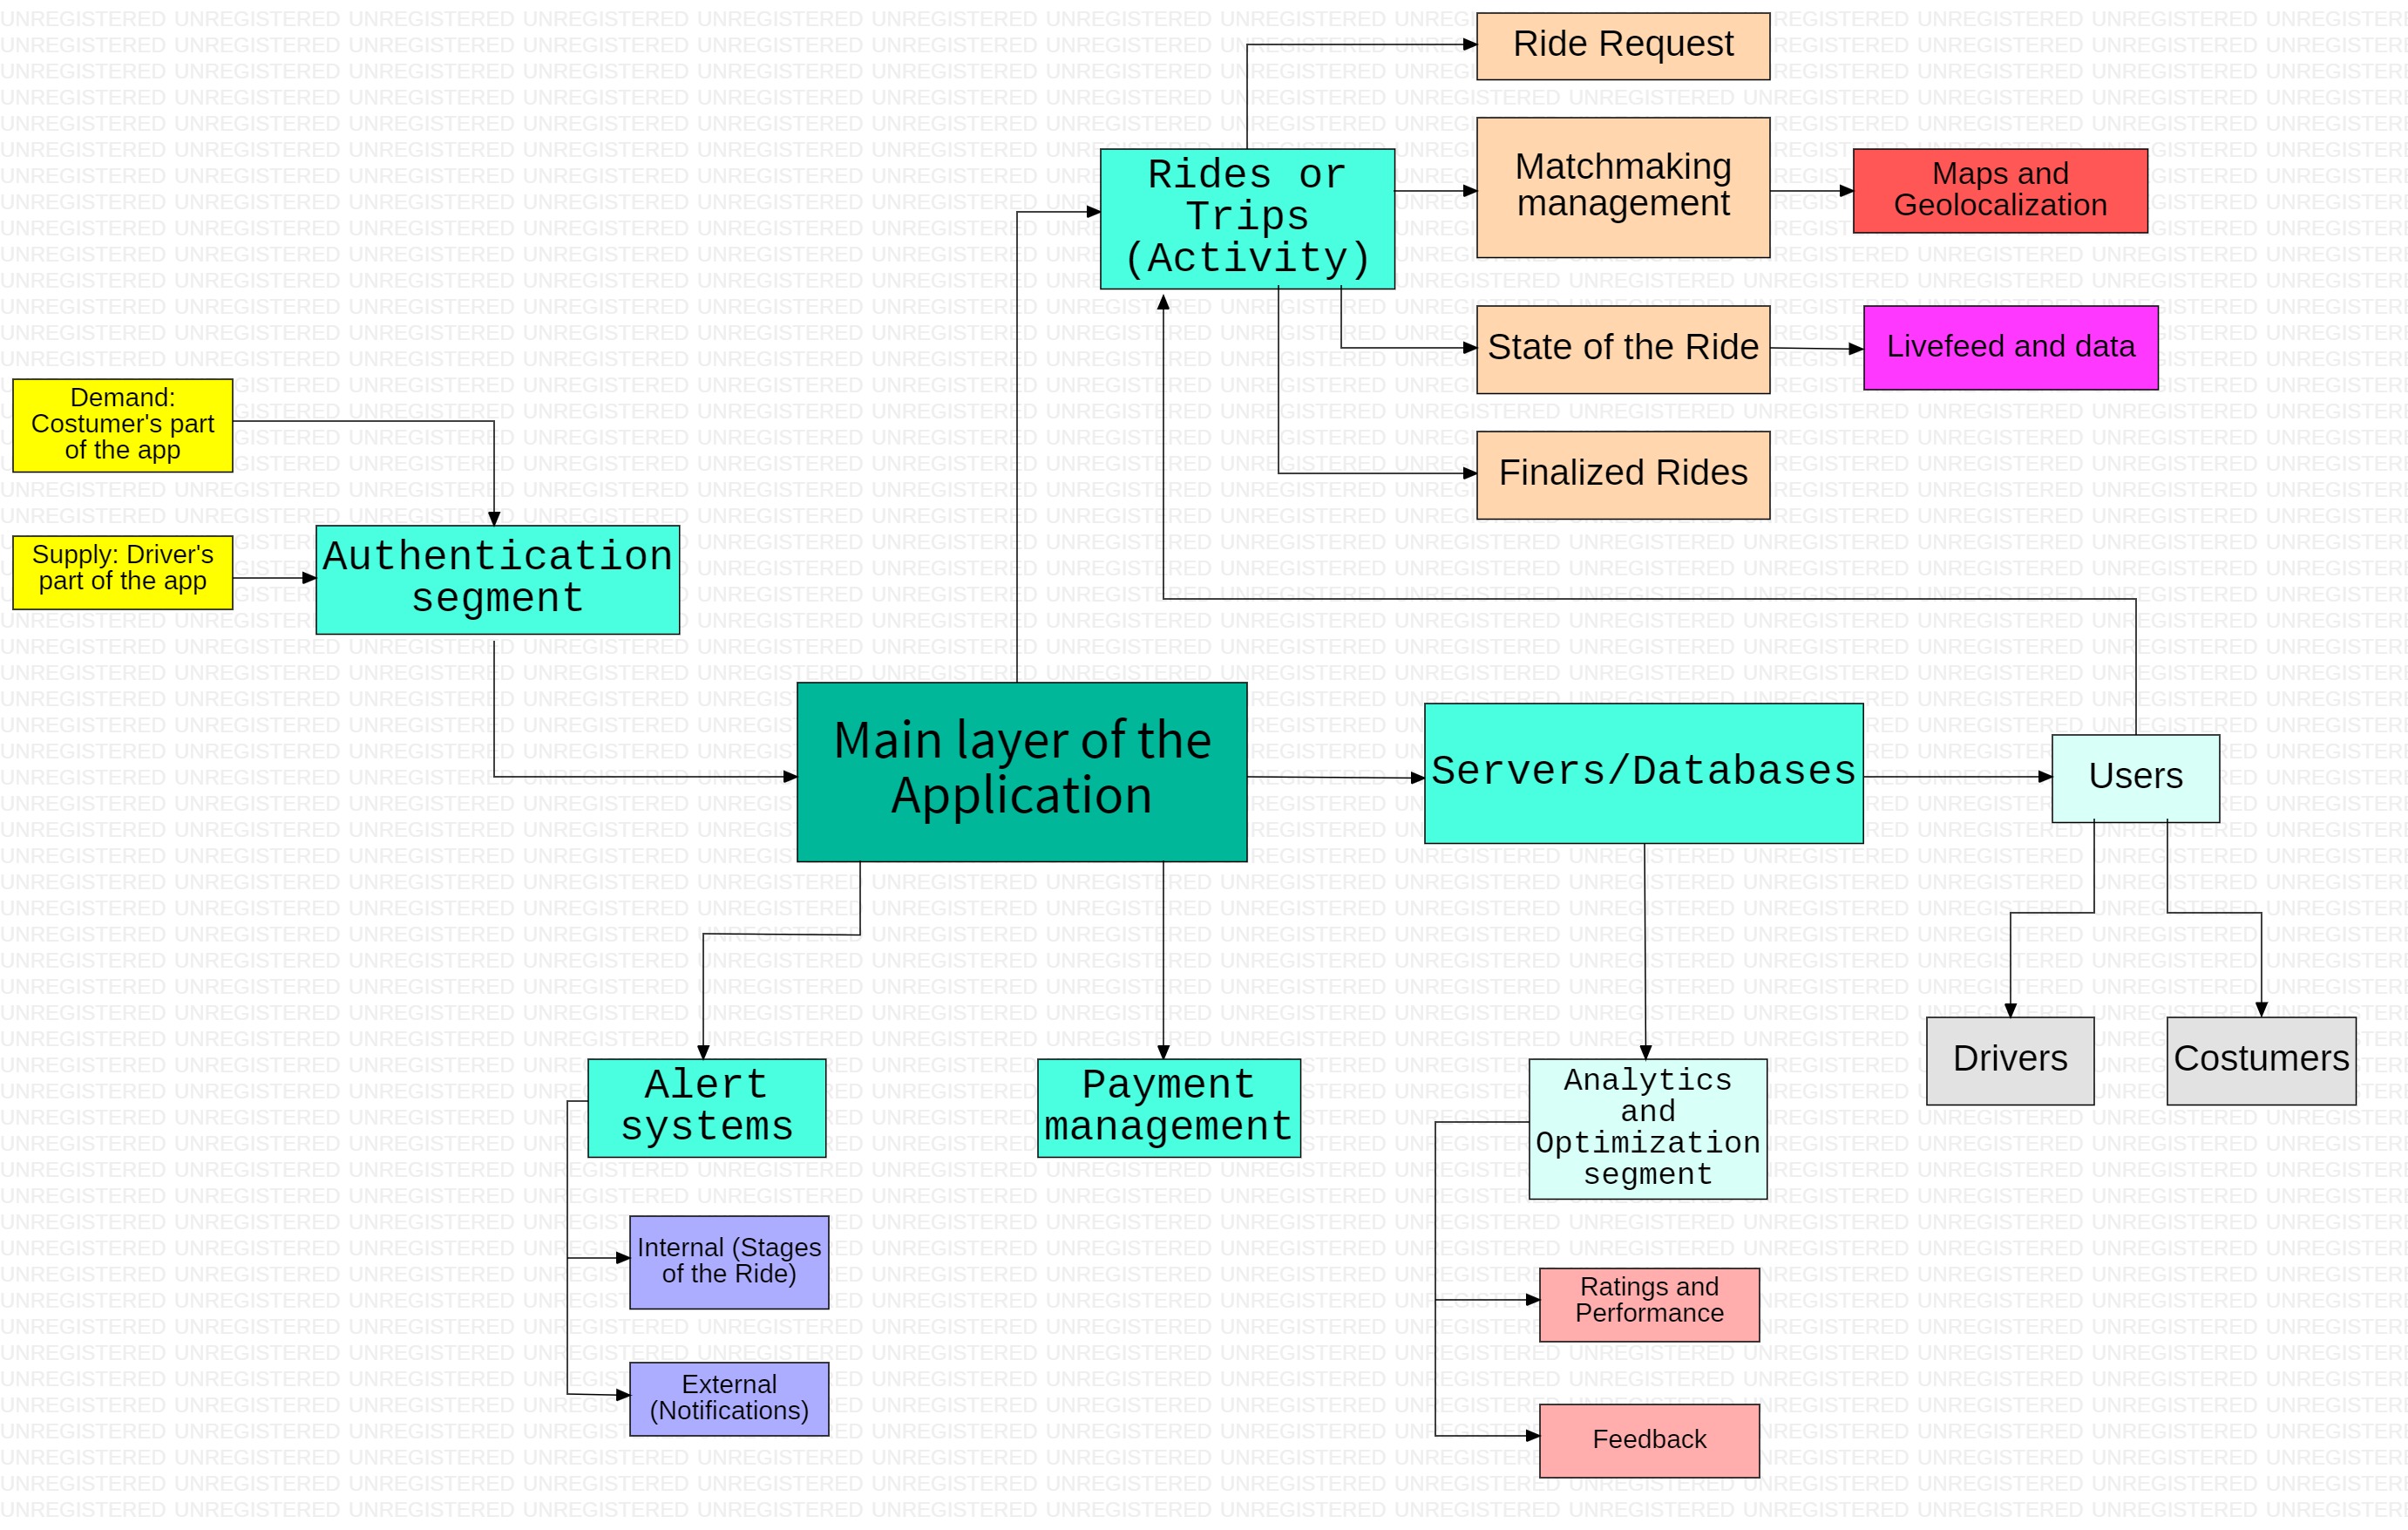 Ride Request
Matchmaking
management
Maps and
Geolocalization
Rides or
Trips
(Activity)
State of the Ride
Livefeed and data
Finalized Rides
Demand:
Costumer's part
of the app
Supply: Driver's
part of the app
Authentication
segment
Main layer of the
Application
Servers/Databases
Users
Drivers
Costumers
Alert
systems
Payment
management
Analytics
and
Optimization
segment
Internal (Stages
of the Ride)
External
(Notifications)
Ratings and
Performance
Feedback
UNREGISTERED